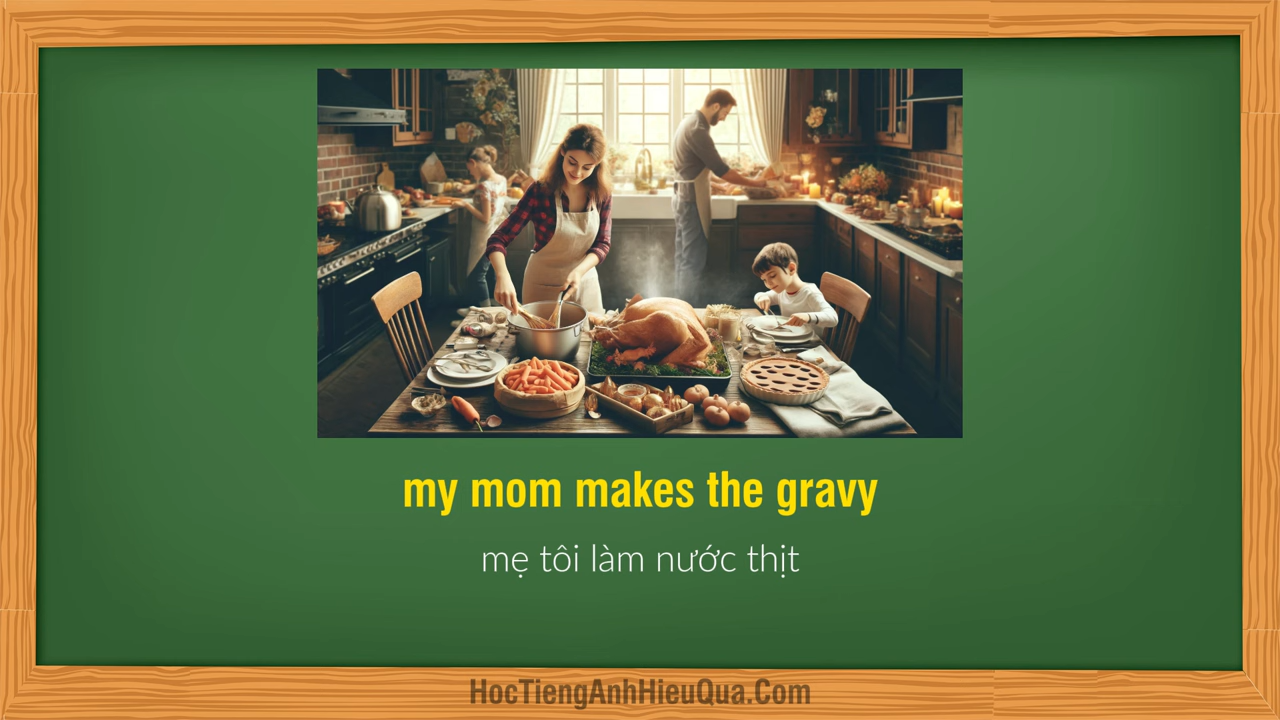 my mom makes the gravy
mẹ tôi làm nước thịt
HocTiengAnhHieuQua.Com